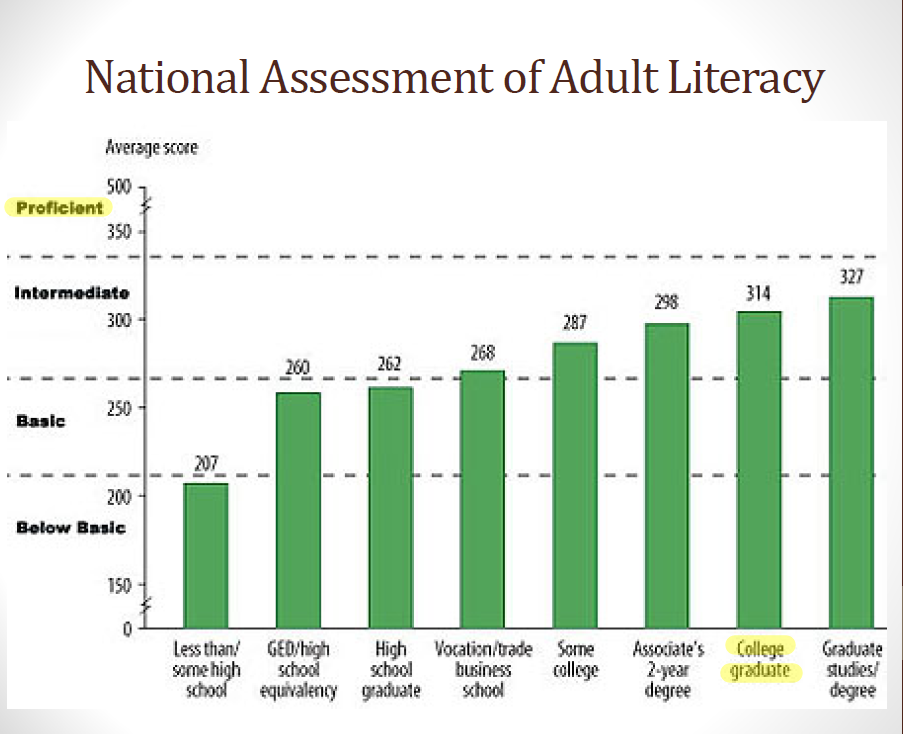 National Assessment of Adult Literacy
Average score
500
Proficient
350
Intermediate
300
Basic
250
200
Below Basic
150
0
207
260
262
268
287
298
314
327
Less than/
some high
school
GED/high
school
equivalency
High
school
graduate
Vocation/trade
business
school
Some
college
Associate's
2-year
degree
College
graduate
Graduate
studies/
degree